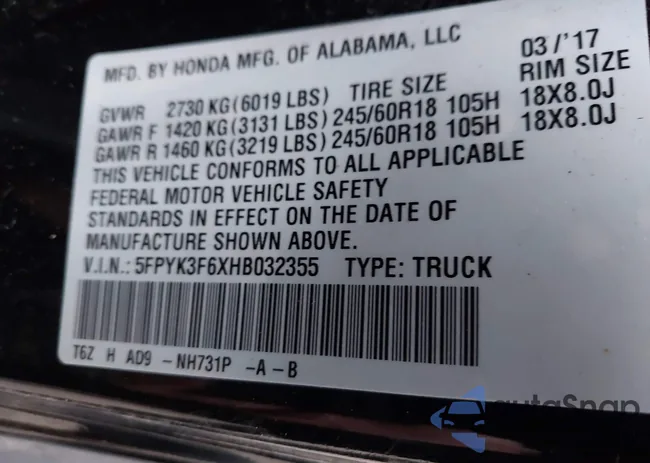 MFD. BY HONDA MFG. OF ALABAMA, LLC 03/'17
GVWR 2730 KG(6019 LBS) TIRE SIZE RIM SIZE
GAWR F 1420 KG(3131 LBS)245/60R18 105H 18X8.0J
GAWR R 1460 KG(3219 LBS)245/60R18 105H 18X8.0J
THIS VEHICLE CONFORMS TO ALL APPLICABLE
FEDERAL MOTOR VEHICLE SAFETY
STANDARDS IN EFFECT ON THE DATE OF
MANUFACTURE SHOWN ABOVE.
V.I.N.: 5FPYK3F6XHB032355 TYPE: TRUCK
T6Z H AD9 -NH731P -A -B
autoSnap